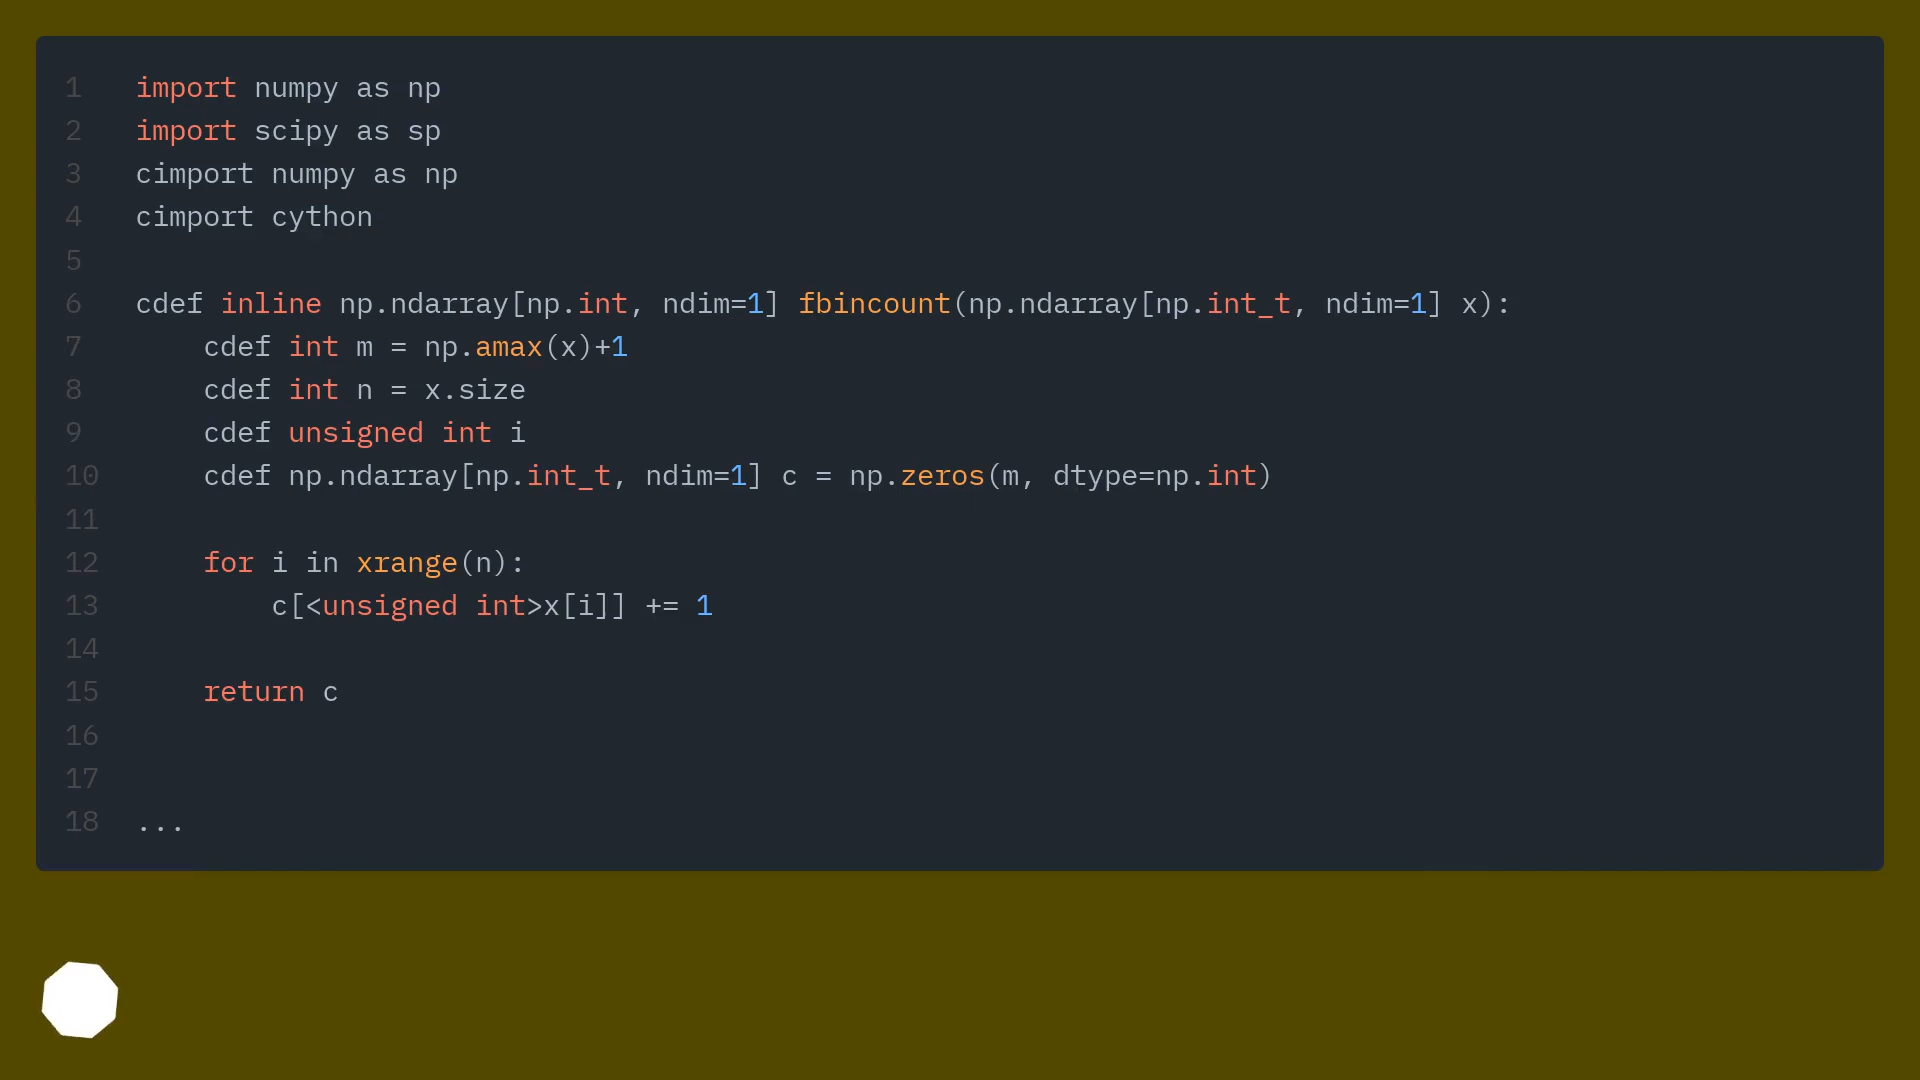 1 import numpy as np
2 import scipy as sp
3 cimport numpy as np
4 cimport cython
5
6 cdef inline np.ndarray[np.int, ndim=1] fbincount(np.ndarray[np.int_t, ndim=1] x):
7     cdef int m = np.amax(x)+1
8     cdef int n = x.size
9     cdef unsigned int i
10     cdef np.ndarray[np.int_t, ndim=1] c = np.zeros(m, dtype=np.int)
11
12     for i in xrange(n):
13         c[<unsigned int>x[i]] += 1
14
15     return c
16
17
18 ...